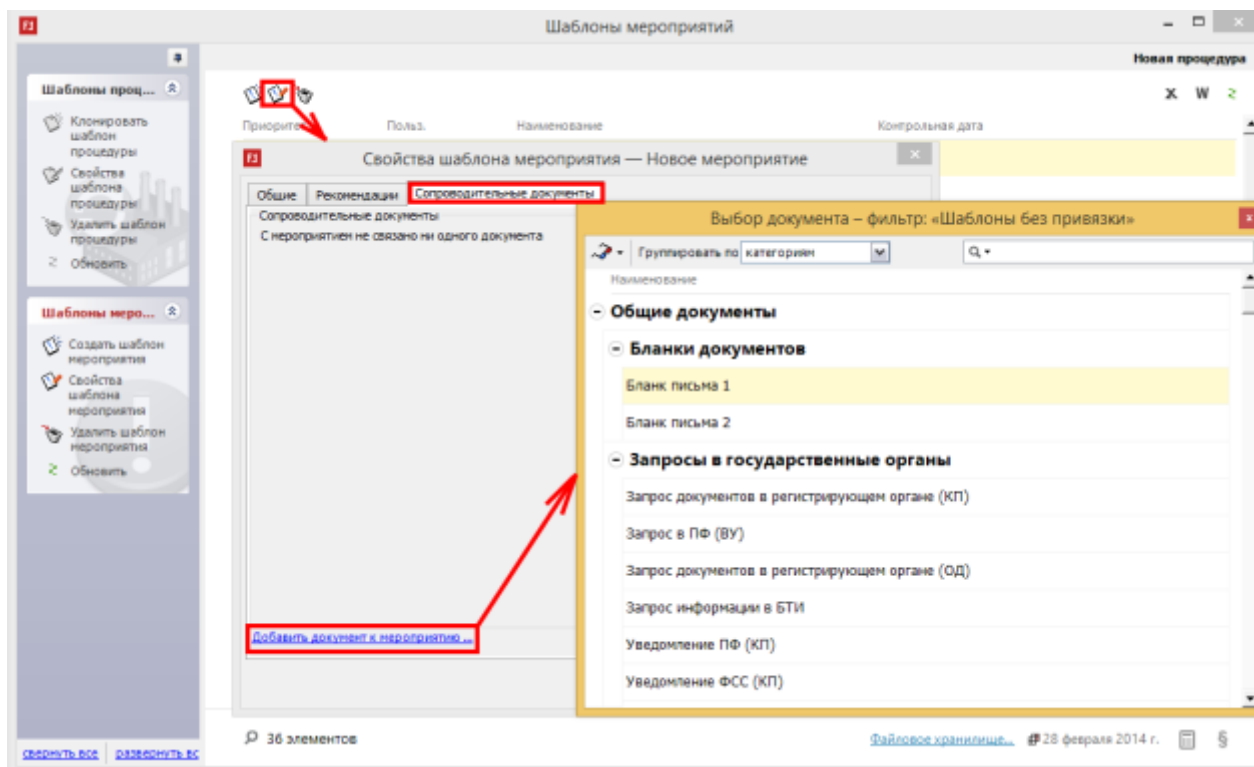 Шаблоны мероприятий
Новая процедура
Шаблоны проц...
Клонировать
шаблон
процедуры
Свойства
шаблона
процедуры
Удалить шаблон
процедуры
Обновить
Шаблоны меро...
Создать шаблон
мероприятия
Свойства
шаблона
мероприятия
Удалить шаблон
мероприятия
Обновить
свернуть все развернуть вс
X W
Приорите Польз. Наименование Контрольная дата
Свойства шаблона мероприятия — Новое мероприятие
Общие Рекомендации Сопроводительные документы
Сопроводительные документы
С мероприятием не связано ни одного документа
Добавить документ к мероприятию ...
Выбор документа – фильтр: «Шаблоны без привязки»
Группировать по категориям
Наименование
Общие документы
Бланки документов
Бланк письма 1
Бланк письма 2
Запросы в государственные органы
Запрос документов в регистрирующем органе (КП)
Запрос в ПФ (ВУ)
Запрос документов в регистрирующем органе (ОД)
Запрос информации в БТИ
Уведомление ПФ (КП)
Уведомление ФСС (КП)
36 элементов
Файловое хранилище... 28 февраля 2014 г. §